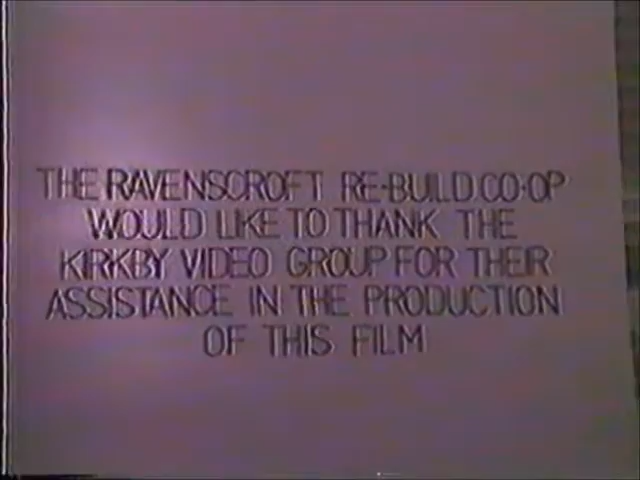 THE RAVENSCROFT RE-BUILD.CO-OP
WOULD LIKE TO THANK THE
KIRKBY VIDEO GROUP FOR THEIR
ASSISTANCE IN THE PRODUCTION
OF THIS FILM